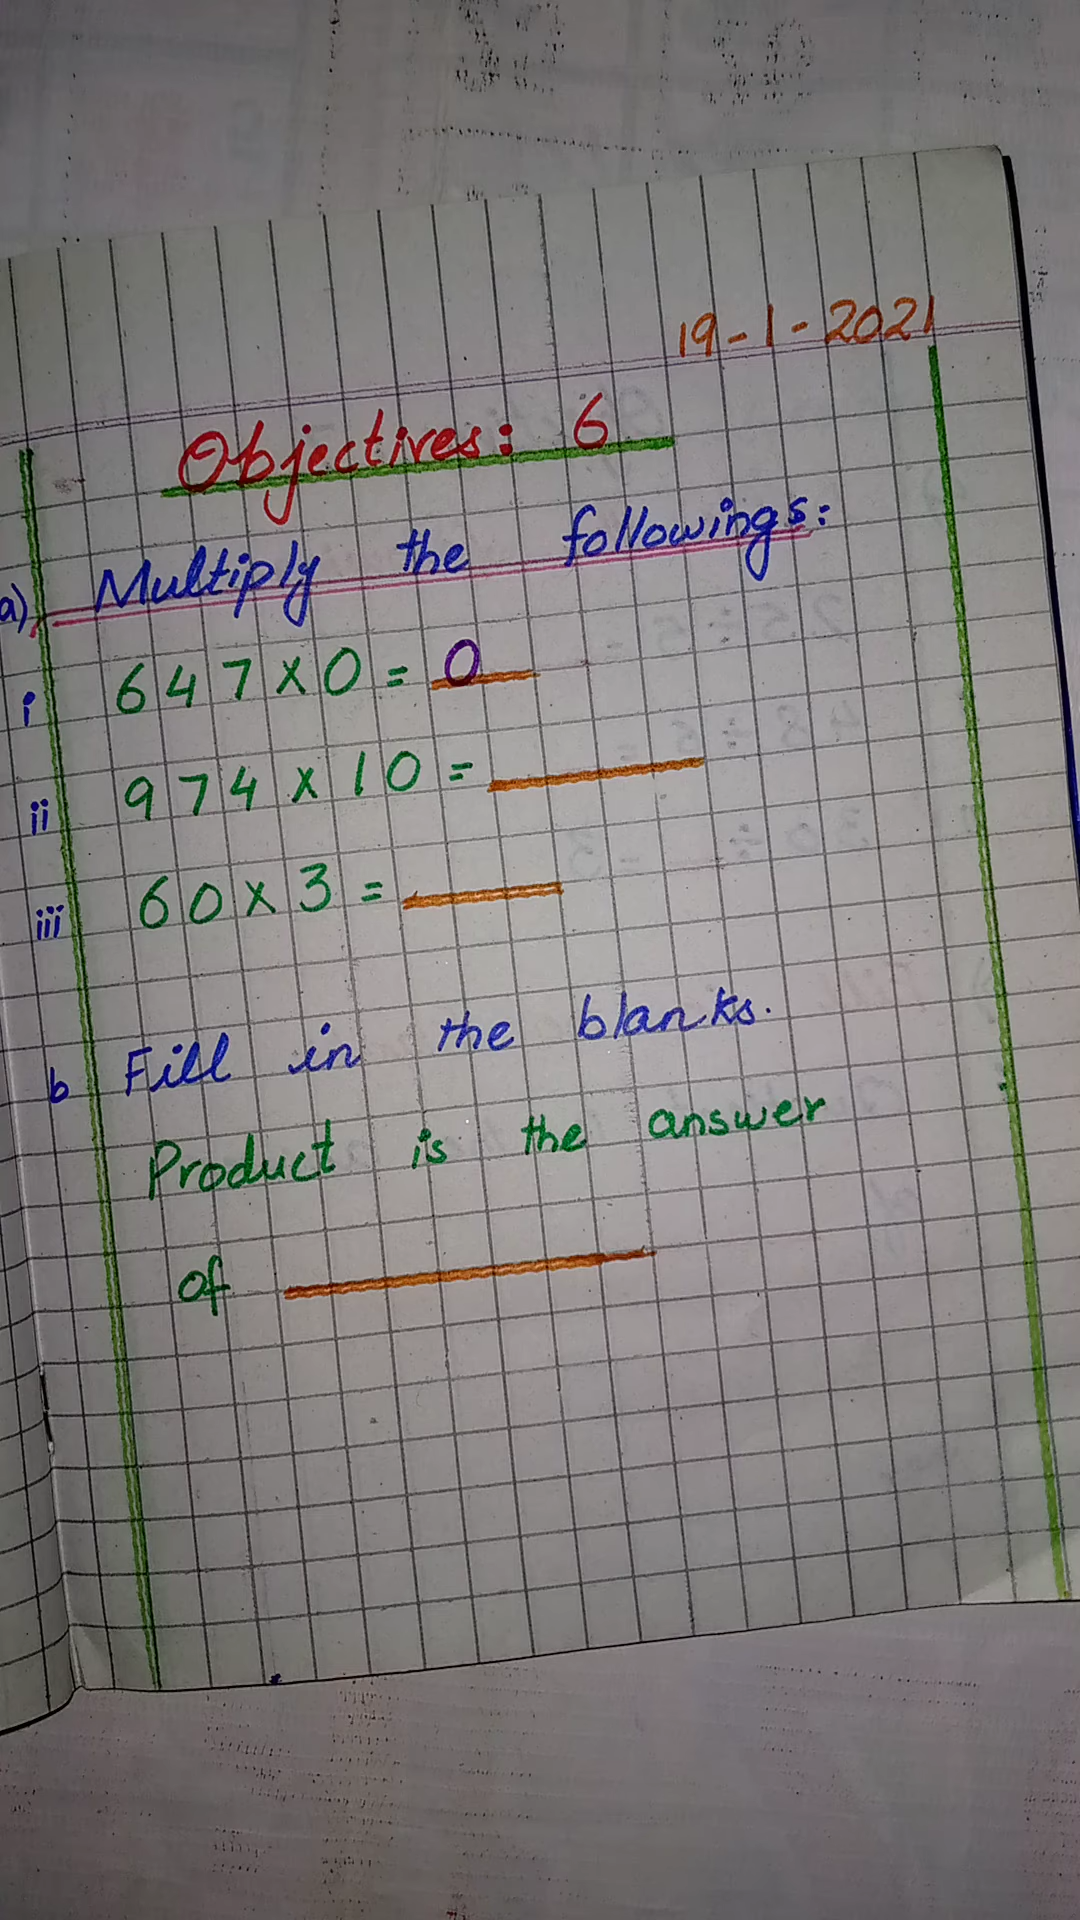 19-1-2021
Objectives: 6
a) Multiply the followings:
i 647 x 0 = 0
ii 974 x 10 =
iii 60 x 3 =
b Fill in the blanks.
Product is the answer
of